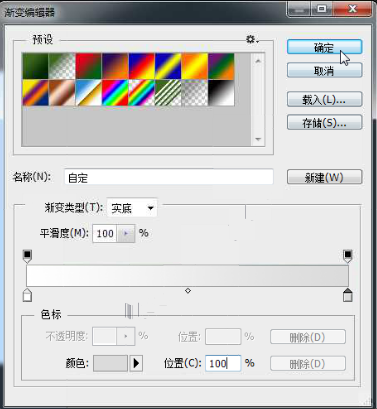 渐变编辑器
预设
确定
取消
载入(L)...
存储(S)...
名称(N): 自定
新建(W)
渐变类型(T): 实底
平滑度(M): 100 %
色标
不透明度: % 位置: % 删除(D)
颜色: 位置(C): 100 % 删除(D)